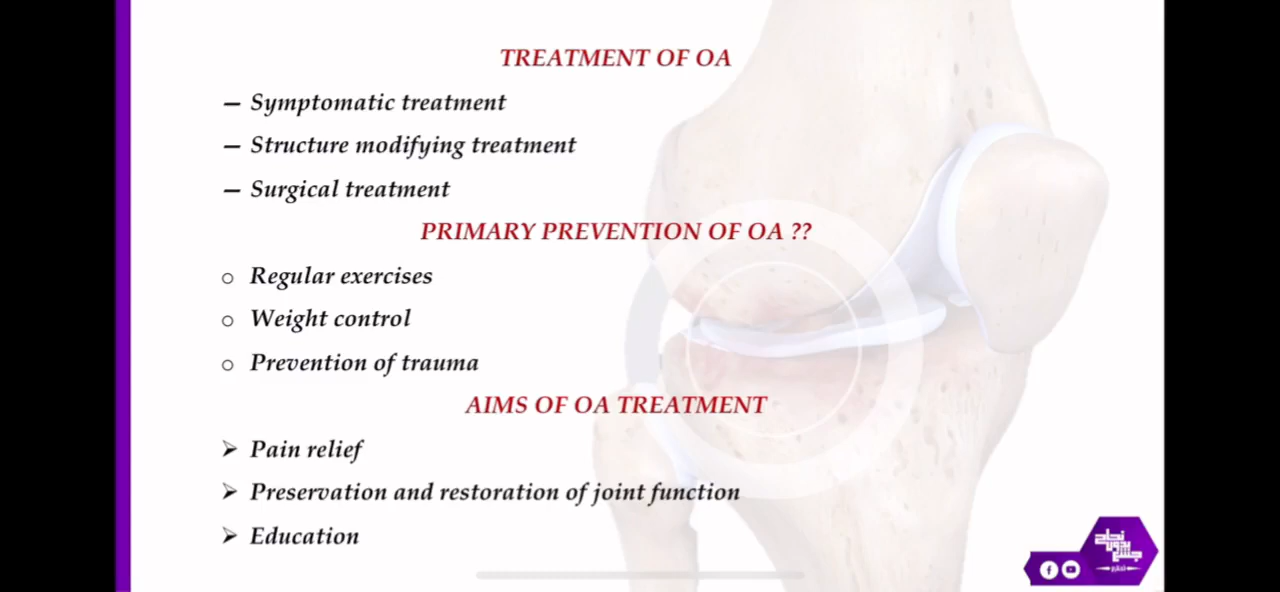 TREATMENT OF OA
– Symptomatic treatment
– Structure modifying treatment
– Surgical treatment
PRIMARY PREVENTION OF OA ??
○ Regular exercises
○ Weight control
○ Prevention of trauma
AIMS OF OA TREATMENT
➢ Pain relief
➢ Preservation and restoration of joint function
➢ Education